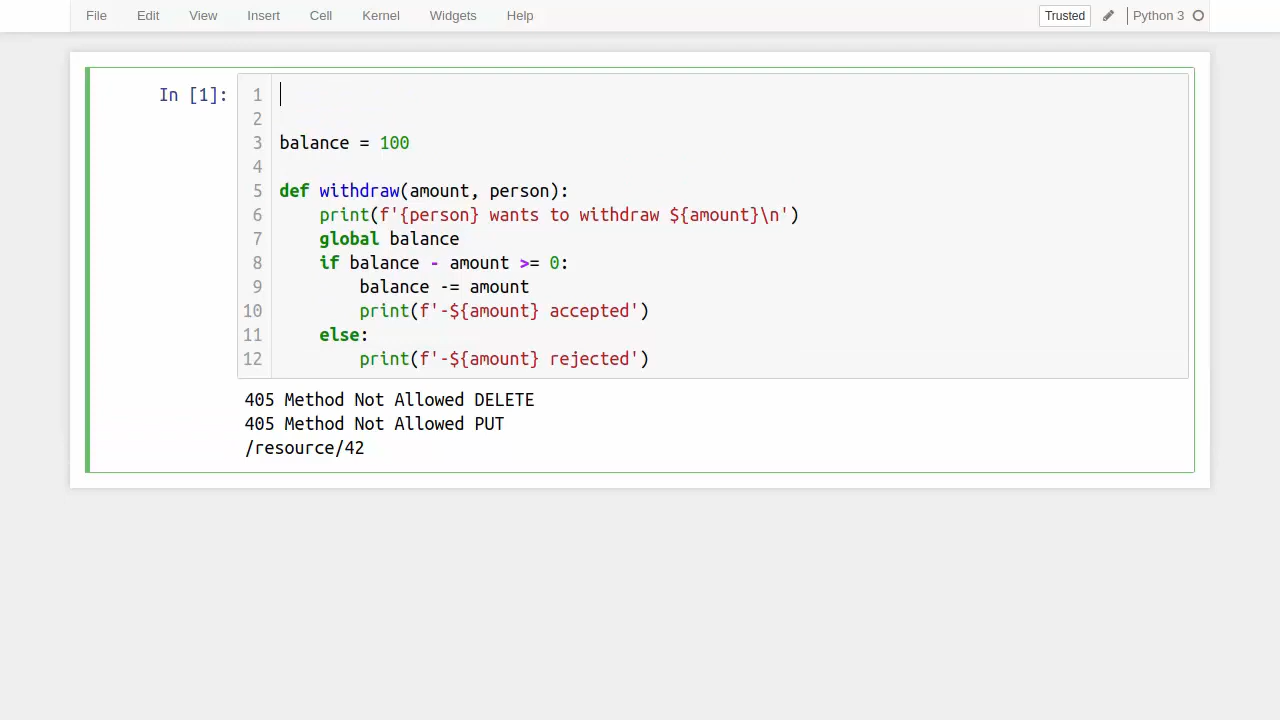 File Edit View Insert Cell Kernel Widgets Help Trusted Python 3
In [1]:
1
2
3 balance = 100
4
5 def withdraw(amount, person):
6     print(f'{person} wants to withdraw ${amount}\n')
7     global balance
8     if balance - amount >= 0:
9         balance -= amount
10         print(f'-${amount} accepted')
11     else:
12         print(f'-${amount} rejected')
405 Method Not Allowed DELETE
405 Method Not Allowed PUT
/resource/42